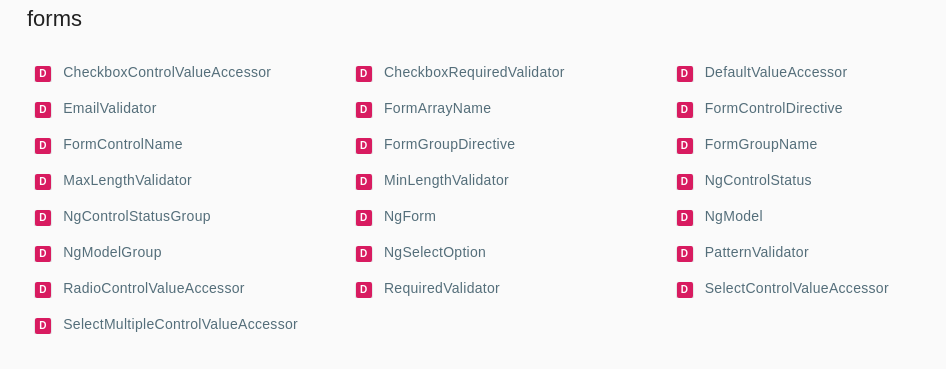 forms
D CheckboxControlValueAccessor D CheckboxRequiredValidator D DefaultValueAccessor
D EmailValidator D FormArrayName D FormControlDirective
D FormControlName D FormGroupDirective D FormGroupName
D MaxLengthValidator D MinLengthValidator D NgControlStatus
D NgControlStatusGroup D NgForm D NgModel
D NgModelGroup D NgSelectOption D PatternValidator
D RadioControlValueAccessor D RequiredValidator D SelectControlValueAccessor
D SelectMultipleControlValueAccessor